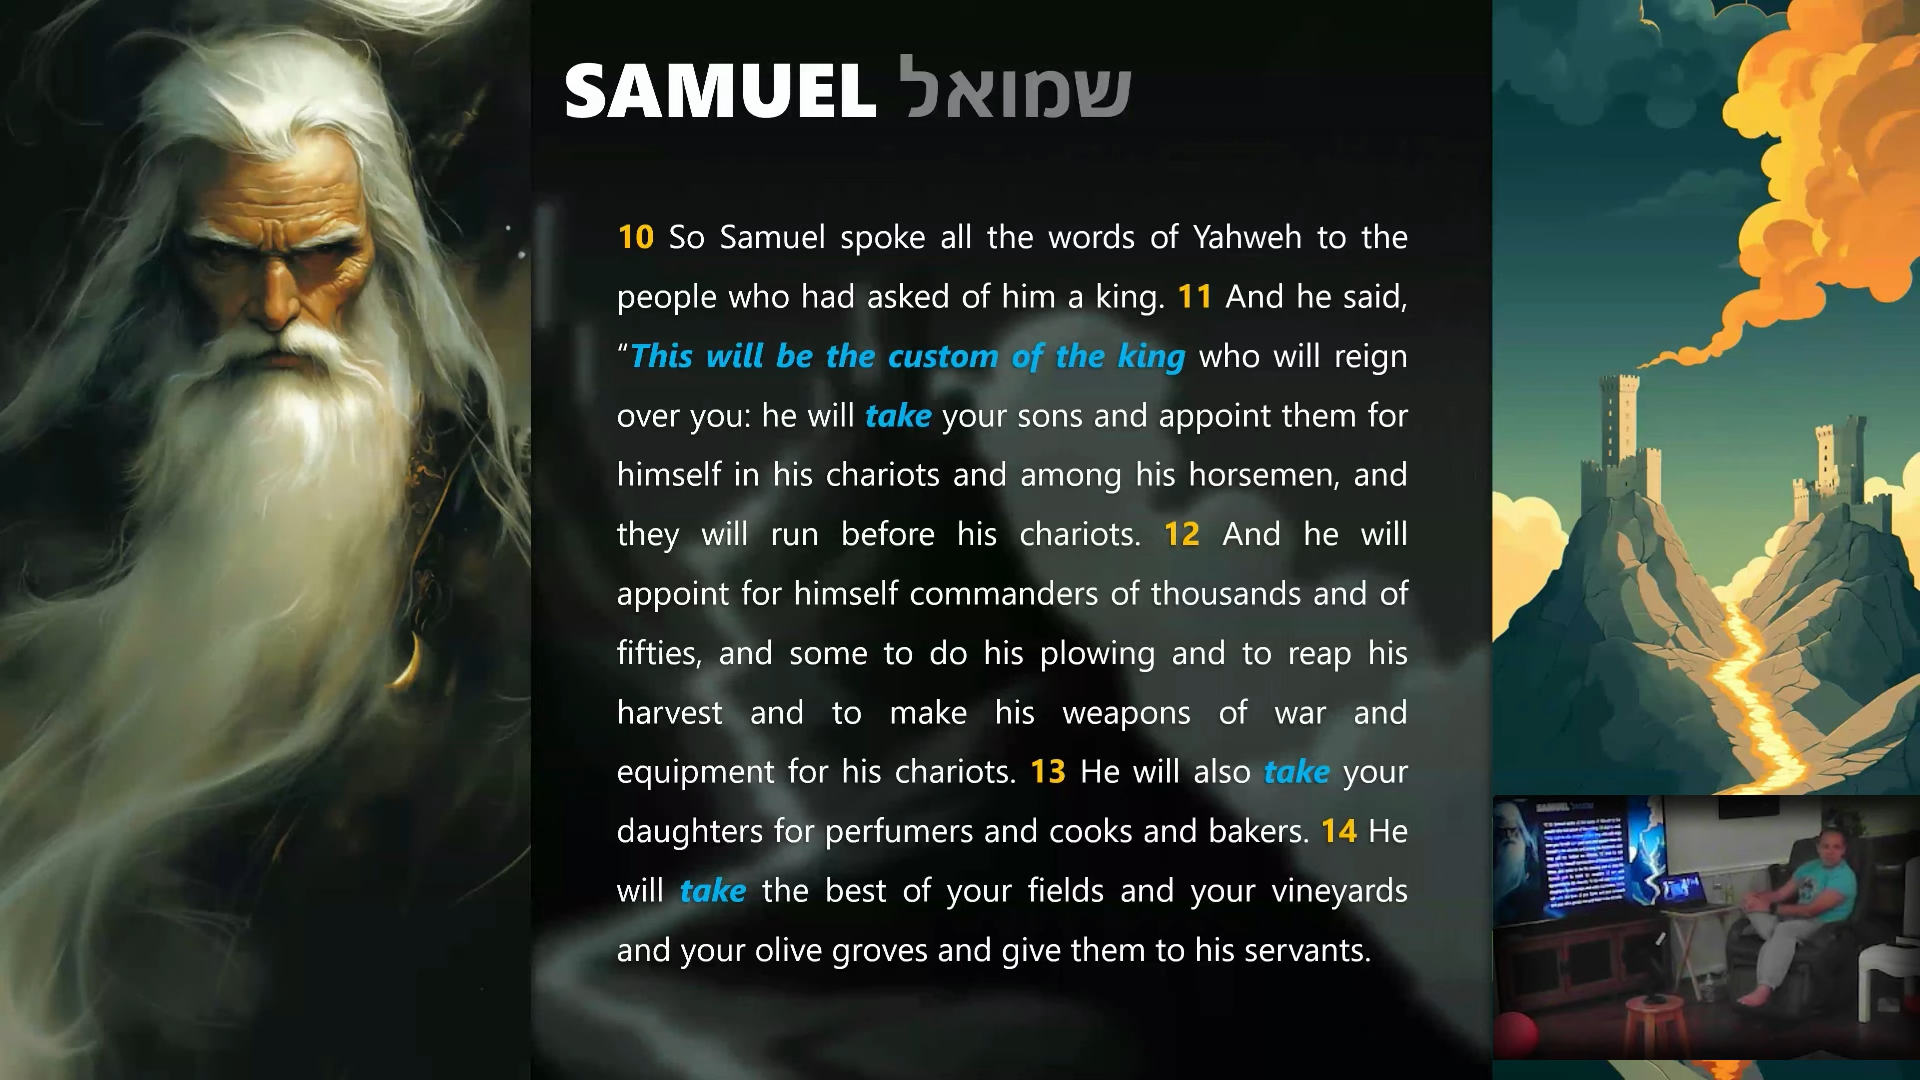 SAMUEL שמואל
10 So Samuel spoke all the words of Yahweh to the
people who had asked of him a king. 11 And he said,
“This will be the custom of the king who will reign
over you: he will take your sons and appoint them for
himself in his chariots and among his horsemen, and
they will run before his chariots. 12 And he will
appoint for himself commanders of thousands and of
fifties, and some to do his plowing and to reap his
harvest and to make his weapons of war and
equipment for his chariots. 13 He will also take your
daughters for perfumers and cooks and bakers. 14 He
will take the best of your fields and your vineyards
and your olive groves and give them to his servants.